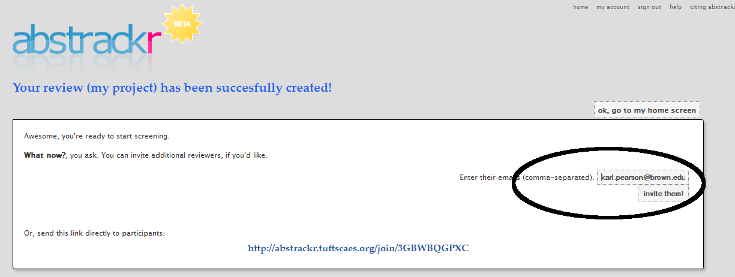 home my account sign out help citing abstrackr
abstrackr
BETA
Your review (my project) has been succesfully created!
ok, go to my home screen
Awesome, you're ready to start screening.
What now?, you ask. You can invite additional reviewers, if you'd like.
Enter their emails (comma-separated). karl.pearson@brown.edu
invite them!
Or, send this link directly to participants:
http://abstrackr.tuftscaes.org/join/3GBWBQGPXC